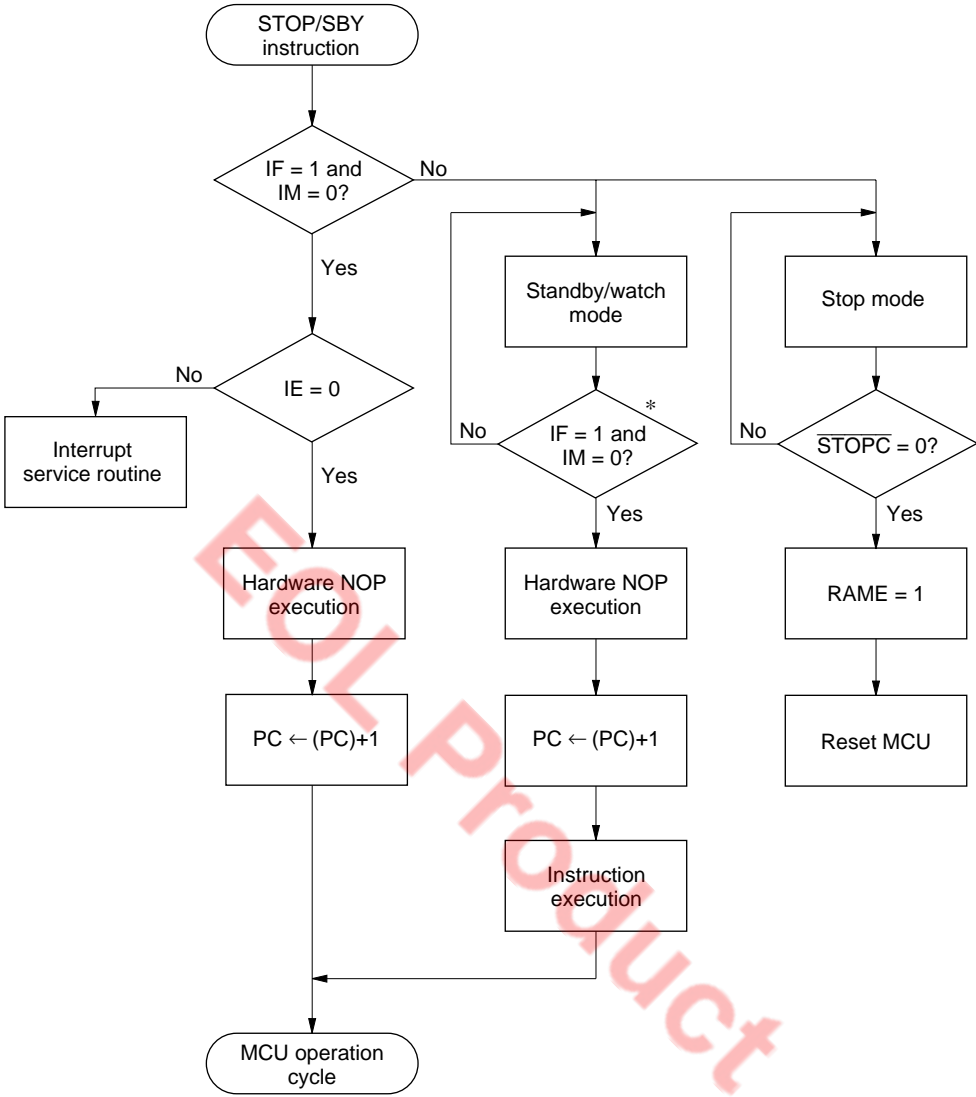 STOP/SBY
instruction
IF = 1 and
IM = 0?
No
Yes
Standby/watch
mode
Stop mode
IE = 0
No
Yes
Interrupt
service routine
*
IF = 1 and
IM = 0?
No
Yes
STOPC = 0?
No
Yes
Hardware NOP
execution
Hardware NOP
execution
RAME = 1
PC ← (PC)+1
PC ← (PC)+1
Reset MCU
Instruction
execution
MCU operation
cycle
EOL Product